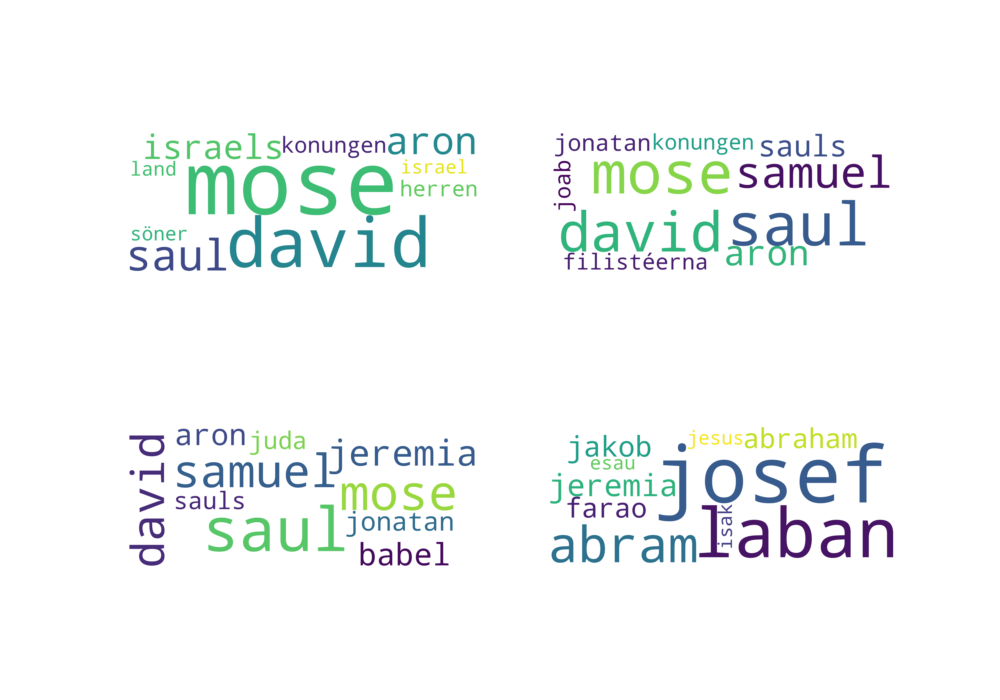 israels konungen aron
land mose israel
herren
söner
saul david
jonatan konungen sauls
joab mose samuel
david saul
filistéerna aron
david aron juda jeremia
samuel
sauls mose
saul jonatan
babel
jakob jesus abraham
esau josef
jeremia
farao isak
abram laban